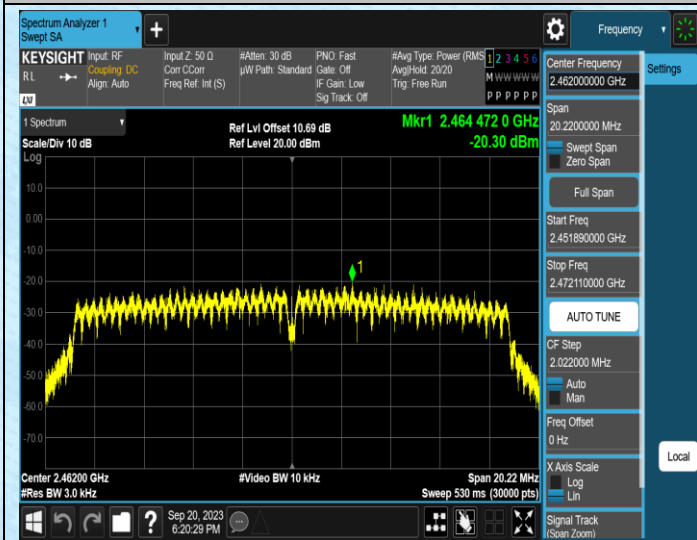 Spectrum Analyzer 1
Swept SA
+
Frequency
KEYSIGHT
RL
LXI
Input: RF
Coupling: DC
Align: Auto
Input Z: 50 Ω
Corr CCorr
Freq Ref: Int (S)
#Atten: 30 dB
µW Path: Standard
PNO: Fast
Gate: Off
IF Gain: Low
Sig Track: Off
#Avg Type: Power (RMS
Avg|Hold: 20/20
Trig: Free Run
1 2 3 4 5 6
M W W W W W
P P P P P P
1 Spectrum
Scale/Div 10 dB
Ref Lvl Offset 10.69 dB
Ref Level 20.00 dBm
Mkr1 2.464 472 0 GHz
-20.30 dBm
Log
10.0
0.00
-10.0
-20.0
-30.0
-40.0
-50.0
-60.0
-70.0
1
Center 2.46200 GHz
#Res BW 3.0 kHz
#Video BW 10 kHz
Span 20.22 MHz
Sweep 530 ms (30000 pts)
Sep 20, 2023
6:20:29 PM
?
Center Frequency
2.462000000 GHz
Settings
Span
20.2200000 MHz
Swept Span
Zero Span
Full Span
Start Freq
2.451890000 GHz
Stop Freq
2.472110000 GHz
AUTO TUNE
CF Step
2.022000 MHz
Auto
Man
Freq Offset
0 Hz
X Axis Scale
Log
Lin
Signal Track
(Span Zoom)
Local